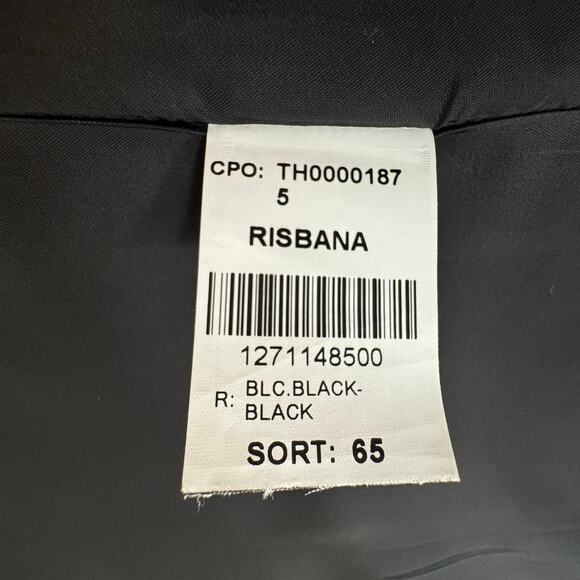 CPO: TH0000187
5
RISBANA
1271148500
R: BLC.BLACK-
BLACK
SORT: 65